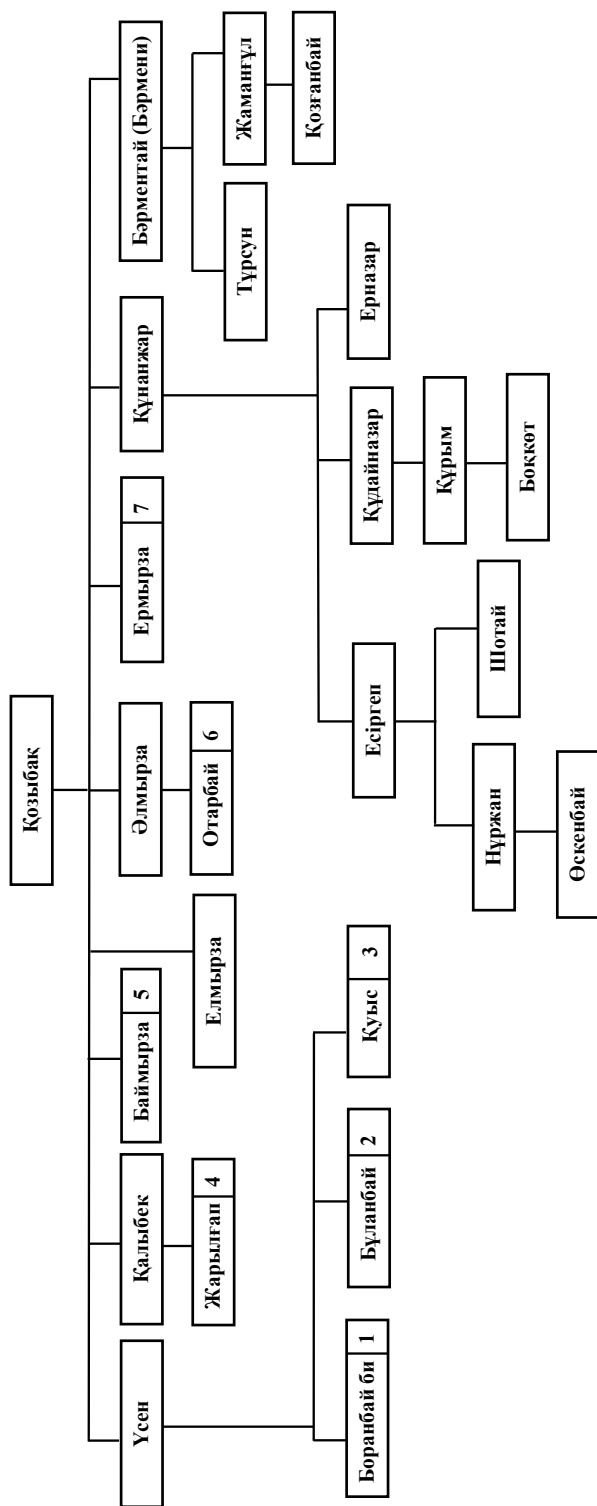 Қозыбақ
Үсен
Қалыбек
Баймырза 5
Елмырза
Әлмырза
Ермырза 7
Құнанжар
Бәрментай (Бәрмени)
Жарылғап 4
Отарбай 6
Тұрсун
Жаманғұл
Қозғанбай
Боранбай би 1
Бұланбай 2
Қуыс 3
Есіргеп
Құдайназар
Ерназар
Нұржан
Шотай
Құрым
Өскенбай
Боқкөт